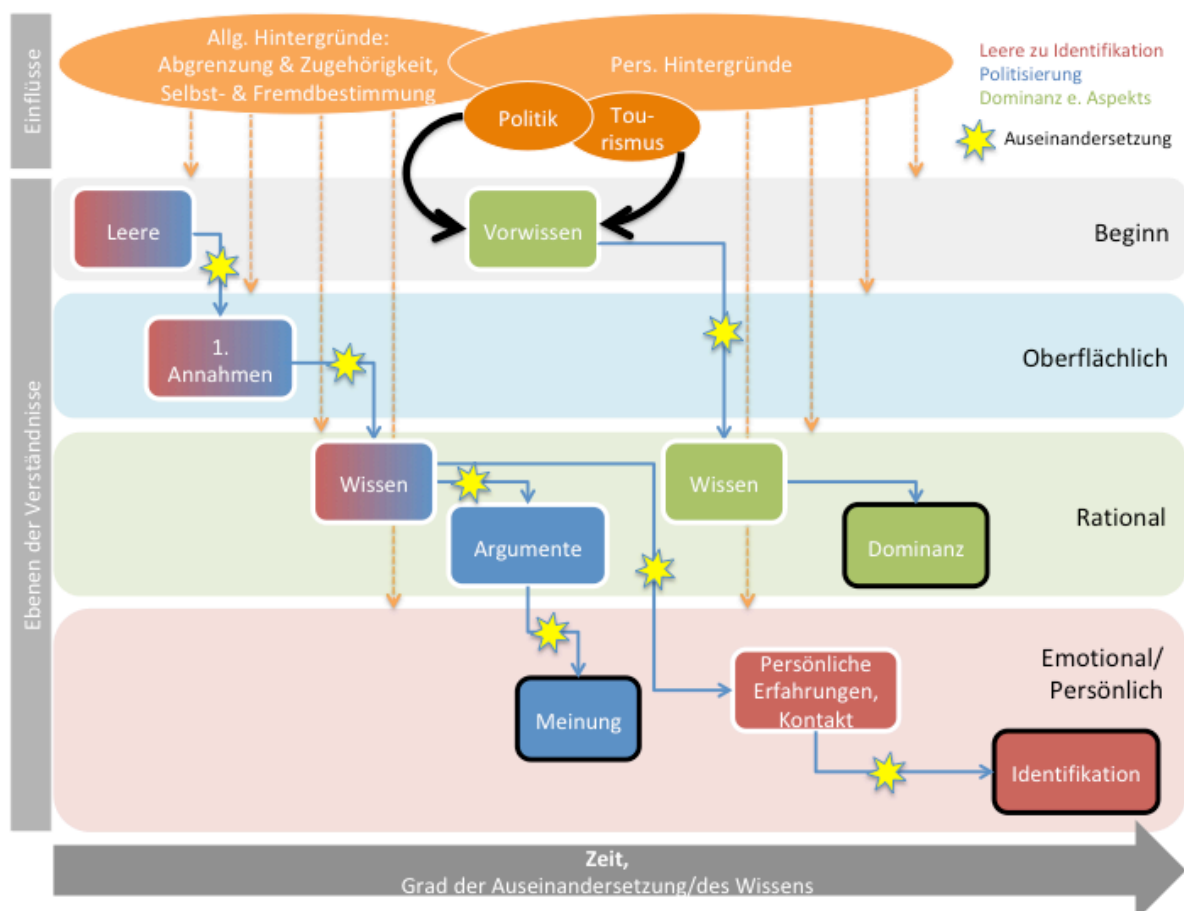 Einflüsse
Allg. Hintergründe:
Abgrenzung & Zugehörigkeit,
Selbst- & Fremdbestimmung
Pers. Hintergründe
Politik
Tou-
rismus
Leere zu Identifikation
Politisierung
Dominanz e. Aspekts
Auseinandersetzung
Ebenen der Verständnisse
Leere
Vorwissen
Beginn
1.
Annahmen
Oberflächlich
Wissen
Wissen
Argumente
Dominanz
Rational
Meinung
Persönliche
Erfahrungen,
Kontakt
Emotional/
Persönlich
Identifikation
Zeit,
Grad der Auseinandersetzung/des Wissens